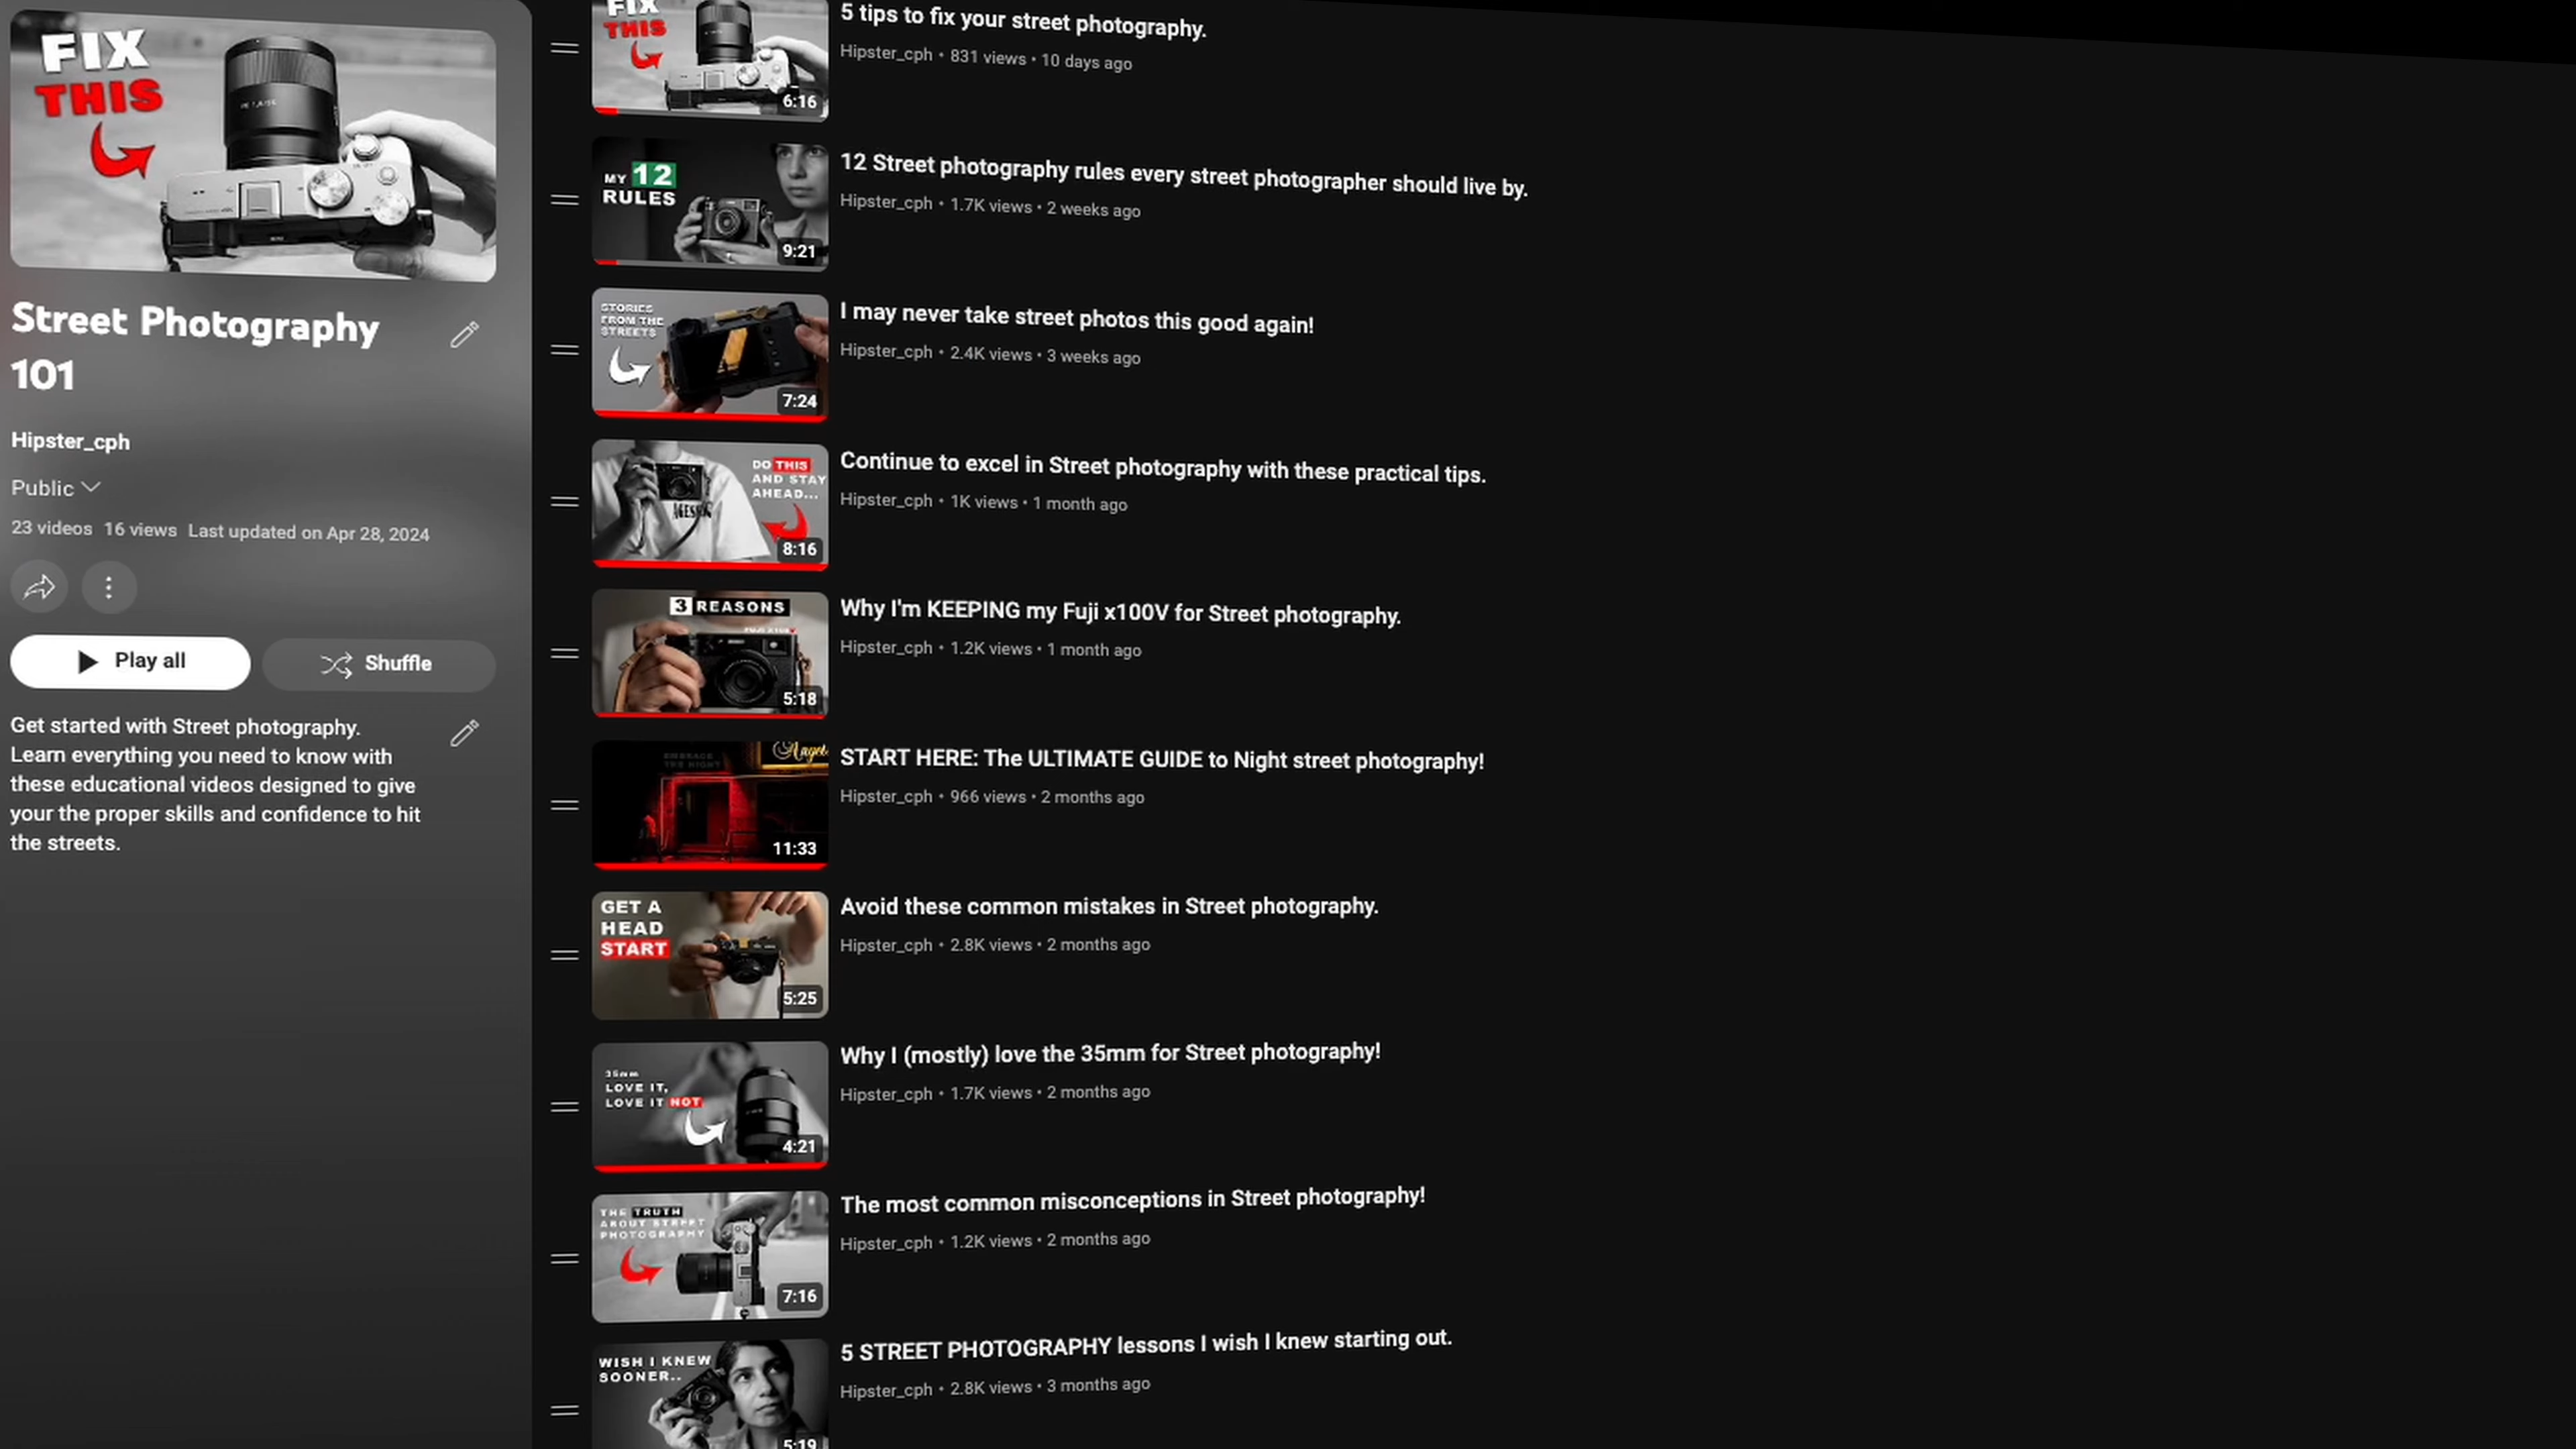 FIX
THIS
Street Photography
101
Hipster_cph
Public
23 videos 16 views Last updated on Apr 28, 2024
Play all
Shuffle
Get started with Street photography.
Learn everything you need to know with
these educational videos designed to give
your the proper skills and confidence to hit
the streets.
FIX
THIS
6:16
5 tips to fix your street photography.
Hipster_cph • 831 views • 10 days ago
MY 12
RULES
9:21
12 Street photography rules every street photographer should live by.
Hipster_cph • 1.7K views • 2 weeks ago
STORIES
FROM THE
STREETS
7:24
I may never take street photos this good again!
Hipster_cph • 2.4K views • 3 weeks ago
DO THIS
AND STAY
AHEAD...
8:16
Continue to excel in Street photography with these practical tips.
Hipster_cph • 1K views • 1 month ago
3 REASONS
5:18
Why I'm KEEPING my Fuji x100V for Street photography.
Hipster_cph • 1.2K views • 1 month ago
EMBRACE
THE NIGHT
Angel
11:33
START HERE: The ULTIMATE GUIDE to Night street photography!
Hipster_cph • 966 views • 2 months ago
GET A
HEAD
START
5:25
Avoid these common mistakes in Street photography.
Hipster_cph • 2.8K views • 2 months ago
35mm
LOVE IT,
LOVE IT NOT
4:21
Why I (mostly) love the 35mm for Street photography!
Hipster_cph • 1.7K views • 2 months ago
THE TRUTH
ABOUT STREET
PHOTOGRAPHY
7:16
The most common misconceptions in Street photography!
Hipster_cph • 1.2K views • 2 months ago
WISH I KNEW
SOONER..
5:19
5 STREET PHOTOGRAPHY lessons I wish I knew starting out.
Hipster_cph • 2.8K views • 3 months ago